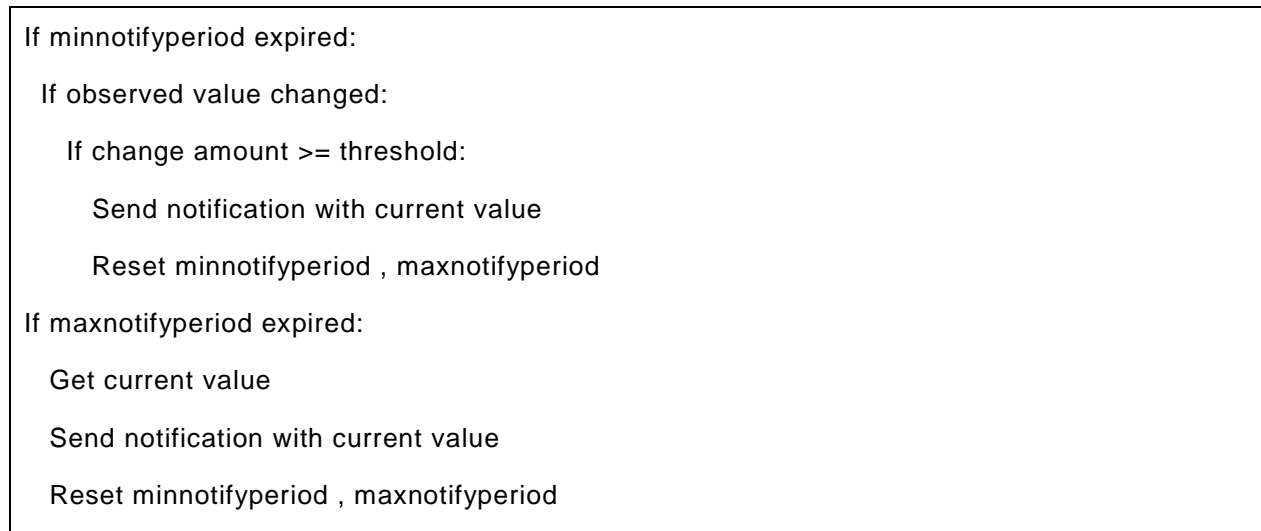 If minnotifyperiod expired:
If observed value changed:
If change amount >= threshold:
Send notification with current value
Reset minnotifyperiod , maxnotifyperiod
If maxnotifyperiod expired:
Get current value
Send notification with current value
Reset minnotifyperiod , maxnotifyperiod